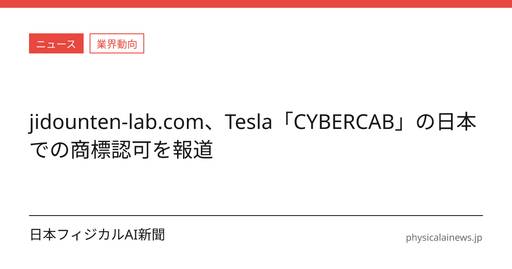 ニュース 業界動向
jidounten-lab.com、Tesla「CYBERCAB」の日本
での商標認可を報道
日本フィジカルAI新聞
physicalainews.jp